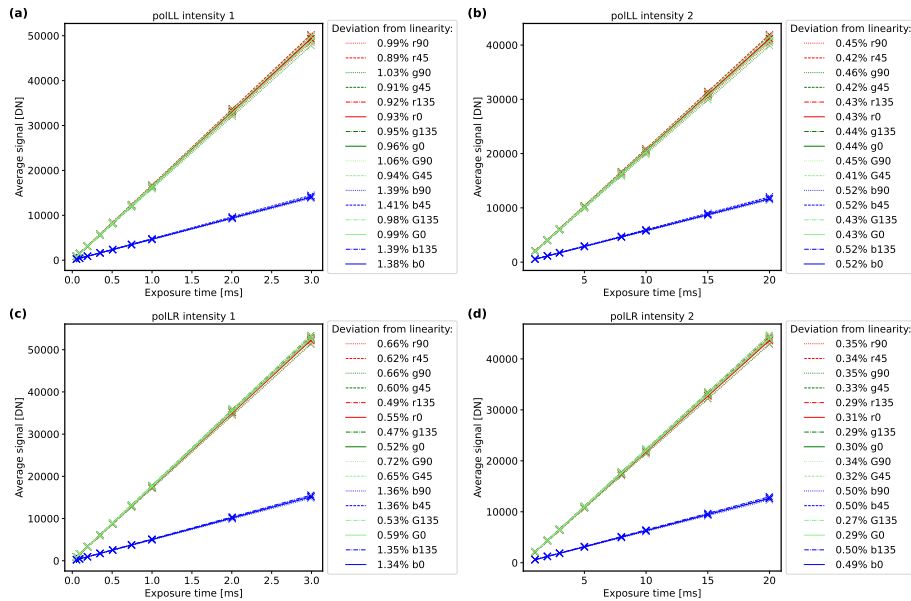 (a)
polLL intensity 1
50000
40000
30000
20000
10000
0
Average signal [DN]
0.0 0.5 1.0 1.5 2.0 2.5 3.0
Exposure time [ms]
Deviation from linearity:
0.99% r90
0.89% r45
1.03% g90
0.91% g45
0.92% r135
0.93% r0
0.95% g135
0.96% g0
1.06% G90
0.94% G45
1.39% b90
1.41% b45
0.98% G135
0.99% G0
1.39% b135
1.38% b0
(b)
polLL intensity 2
40000
30000
20000
10000
0
Average signal [DN]
5 10 15 20
Exposure time [ms]
Deviation from linearity:
0.45% r90
0.42% r45
0.46% g90
0.42% g45
0.43% r135
0.43% r0
0.44% g135
0.44% g0
0.45% G90
0.41% G45
0.52% b90
0.52% b45
0.43% G135
0.43% G0
0.52% b135
0.52% b0
(c)
polLR intensity 1
50000
40000
30000
20000
10000
0
Average signal [DN]
0.0 0.5 1.0 1.5 2.0 2.5 3.0
Exposure time [ms]
Deviation from linearity:
0.66% r90
0.62% r45
0.66% g90
0.60% g45
0.49% r135
0.55% r0
0.47% g135
0.52% g0
0.72% G90
0.65% G45
1.36% b90
1.36% b45
0.53% G135
0.59% G0
1.35% b135
1.34% b0
(d)
polLR intensity 2
40000
30000
20000
10000
0
Average signal [DN]
5 10 15 20
Exposure time [ms]
Deviation from linearity:
0.35% r90
0.34% r45
0.35% g90
0.33% g45
0.29% r135
0.31% r0
0.29% g135
0.30% g0
0.34% G90
0.32% G45
0.50% b90
0.50% b45
0.27% G135
0.29% G0
0.50% b135
0.49% b0